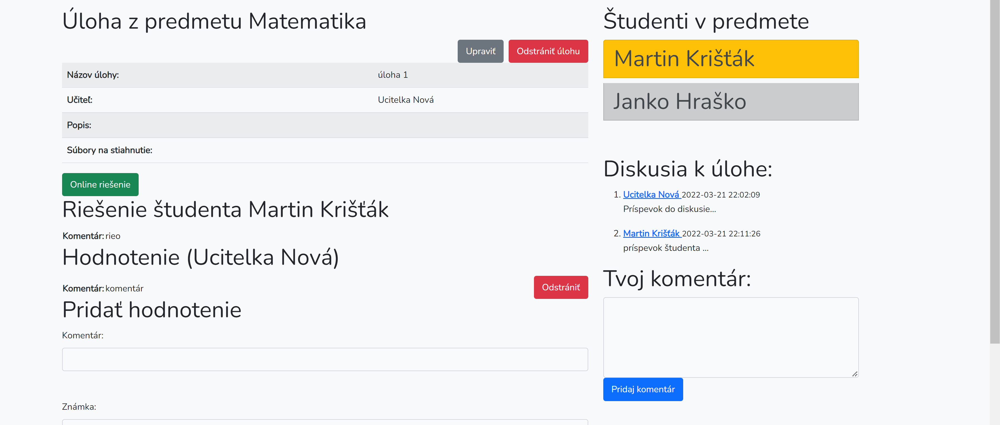 Úloha z predmetu Matematika
Upraviť
Odstrániť úlohu
Názov úlohy: úloha 1
Učiteľ: Ucitelka Nová
Popis:
Súbory na stiahnutie:
Online riešenie
Riešenie študenta Martin Krišťák
Komentár: rieo
Hodnotenie (Ucitelka Nová)
Komentár: komentár
Odstrániť
Pridať hodnotenie
Komentár:
Známka:
Študenti v predmete
Martin Krišťák
Janko Hraško
Diskusia k úlohe:
1. Ucitelka Nová 2022-03-21 22:02:09
Príspevok do diskusie...
2. Martin Krišťák 2022-03-21 22:11:26
príspevok študenta ...
Tvoj komentár:
Pridaj komentár